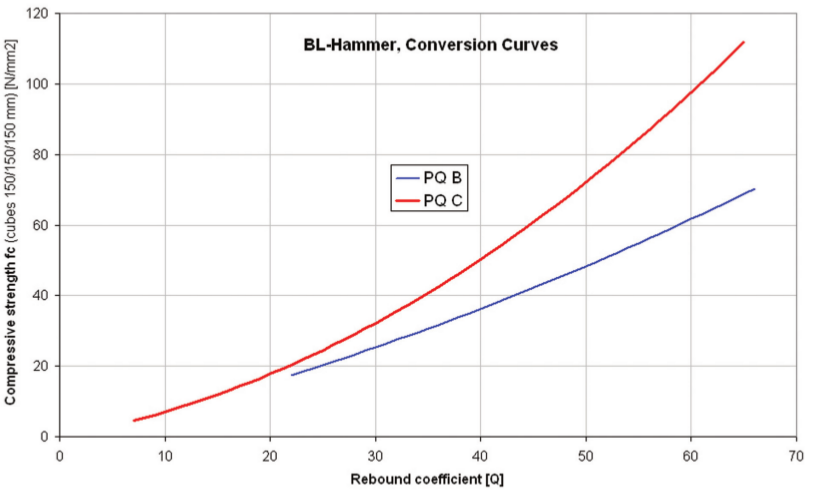 BL-Hammer, Conversion Curves
Compressive strength fc (cubes 150/150/150 mm) [N/mm2]
120
100
80
60
40
20
0
PQ B
PQ C
0 10 20 30 40 50 60 70
Rebound coefficient [Q]